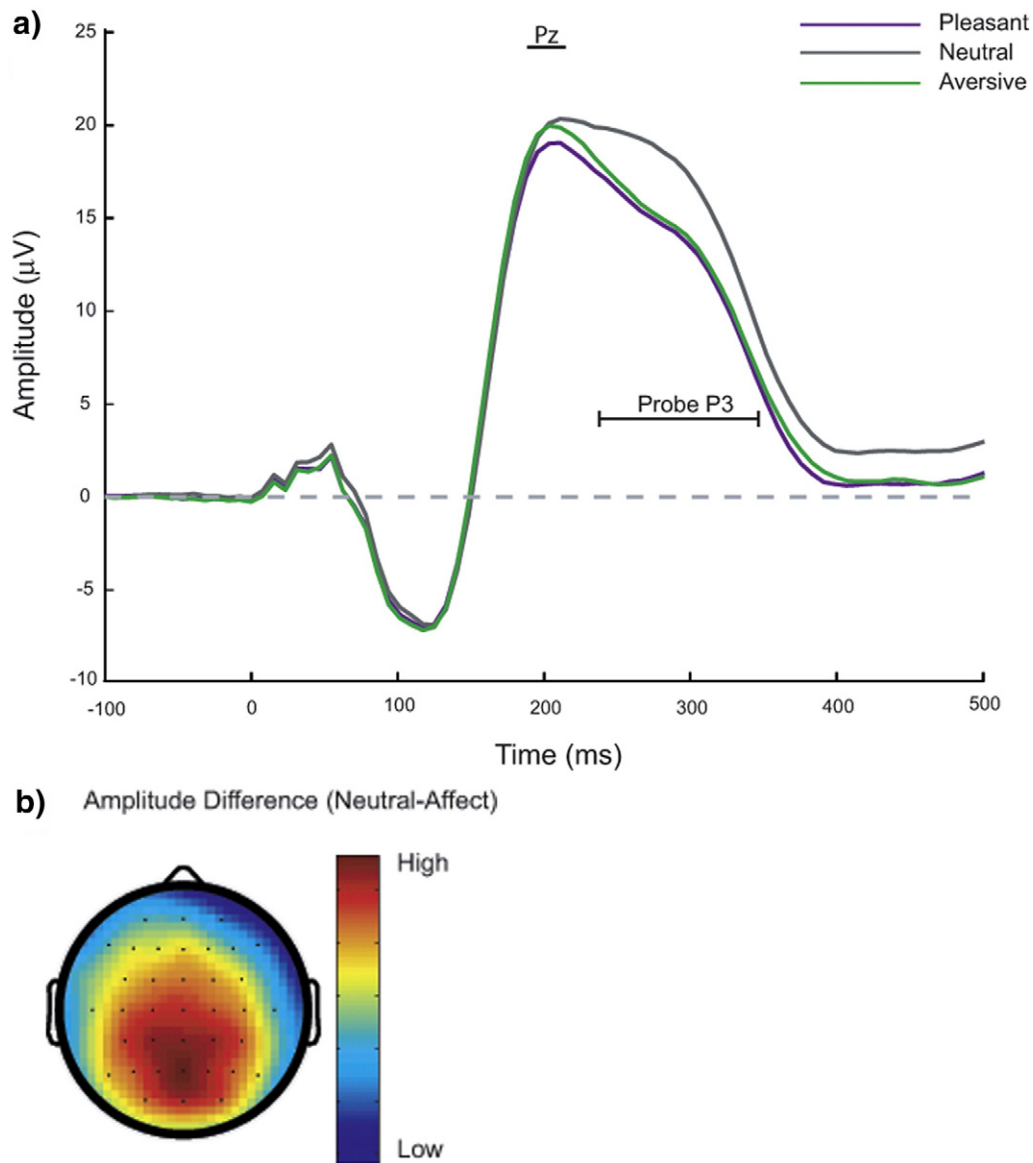 a)
Pz
Pleasant
Neutral
Aversive
25
20
15
10
5
0
-5
-10
Amplitude (µV)
Probe P3
-100 0 100 200 300 400 500
Time (ms)
b) Amplitude Difference (Neutral-Affect)
High
Low